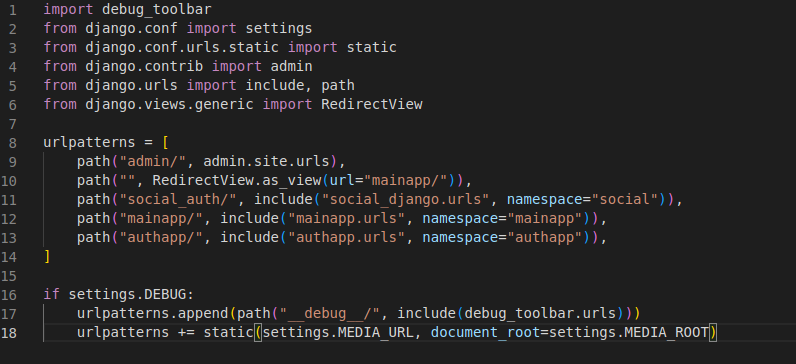 1 import debug_toolbar
2 from django.conf import settings
3 from django.conf.urls.static import static
4 from django.contrib import admin
5 from django.urls import include, path
6 from django.views.generic import RedirectView
7
8 urlpatterns = [
9     path("admin/", admin.site.urls),
10     path("", RedirectView.as_view(url="mainapp/")),
11     path("social_auth/", include("social_django.urls", namespace="social")),
12     path("mainapp/", include("mainapp.urls", namespace="mainapp")),
13     path("authapp/", include("authapp.urls", namespace="authapp")),
14 ]
15
16 if settings.DEBUG:
17     urlpatterns.append(path("__debug__/", include(debug_toolbar.urls)))
18     urlpatterns += static(settings.MEDIA_URL, document_root=settings.MEDIA_ROOT)